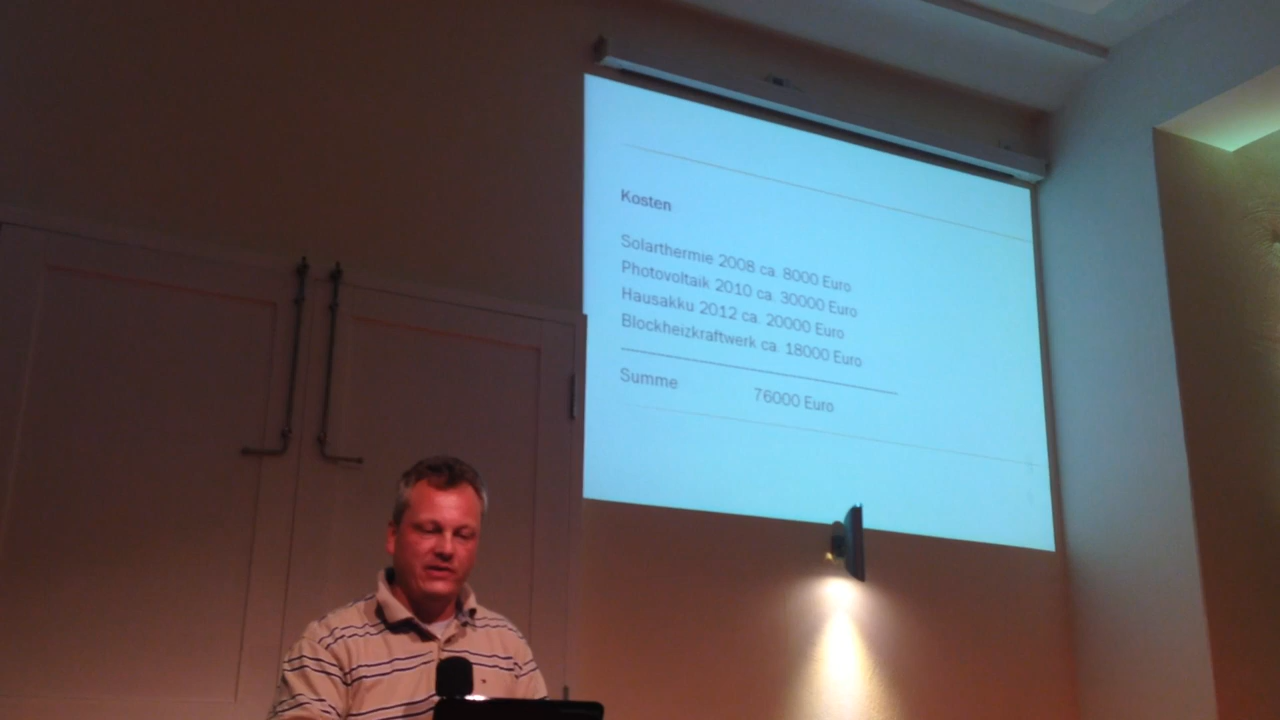 Kosten
Solarthermie 2008 ca. 8000 Euro
Photovoltaik 2010 ca. 30000 Euro
Hausakku 2012 ca. 20000 Euro
Blockheizkraftwerk ca. 18000 Euro
Summe 76000 Euro